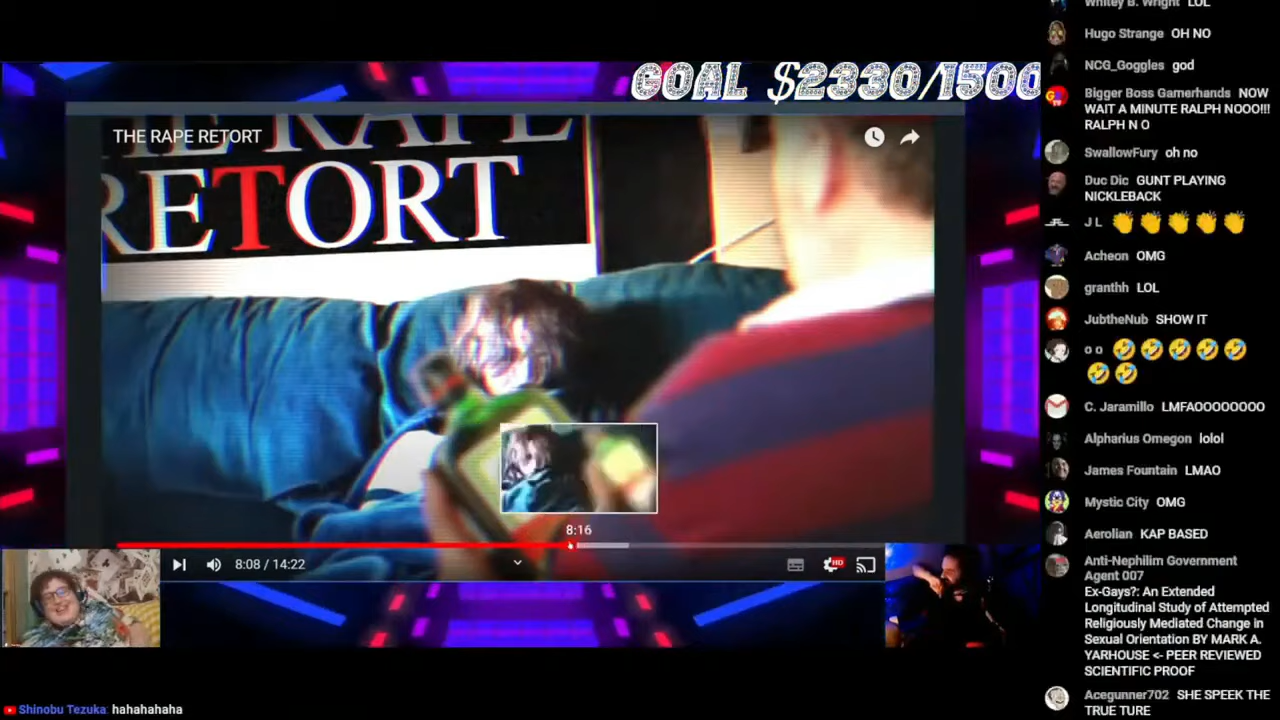 GOAL $2330/1500
THE RAPE RETORT
THE RAPE
RETORT
8:16
8:08 / 14:22
HD
Shinobu Tezuka: hahahahaha
Whitey B. Wright LOL
Hugo Strange OH NO
NCG_Goggles god
Bigger Boss Gamerhands NOW
WAIT A MINUTE RALPH NOOO!!!
RALPH N O
SwallowFury oh no
Duc Dic GUNT PLAYING
NICKLEBACK
J L 👏👏👏👏👏
Acheon OMG
granthh LOL
JubtheNub SHOW IT
o o 🤣🤣🤣🤣🤣
🤣🤣
C. Jaramillo LMFAOOOOOOOO
Alpharius Omegon lolol
James Fountain LMAO
Mystic City OMG
Aerolian KAP BASED
Anti-Nephilim Government
Agent 007
Ex-Gays?: An Extended
Longitudinal Study of Attempted
Religiously Mediated Change in
Sexual Orientation BY MARK A.
YARHOUSE <- PEER REVIEWED
SCIENTIFIC PROOF
Acegunner702 SHE SPEEK THE
TRUE TURE